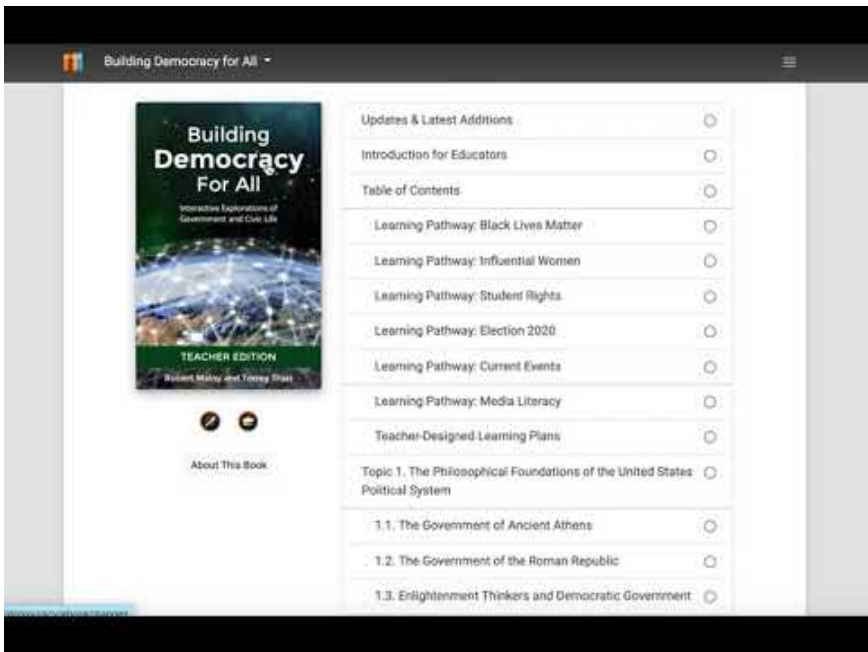 Building Democracy for All
Building
Democracy
For All
Interactive Explorations of
Government and Civic Life
TEACHER EDITION
Robert Maloy and Torrey Trust
About This Book
Updates & Latest Additions
Introduction for Educators
Table of Contents
Learning Pathway: Black Lives Matter
Learning Pathway: Influential Women
Learning Pathway: Student Rights
Learning Pathway: Election 2020
Learning Pathway: Current Events
Learning Pathway: Media Literacy
Teacher-Designed Learning Plans
Topic 1. The Philosophical Foundations of the United States
Political System
1.1. The Government of Ancient Athens
1.2. The Government of the Roman Republic
1.3. Enlightenment Thinkers and Democratic Government